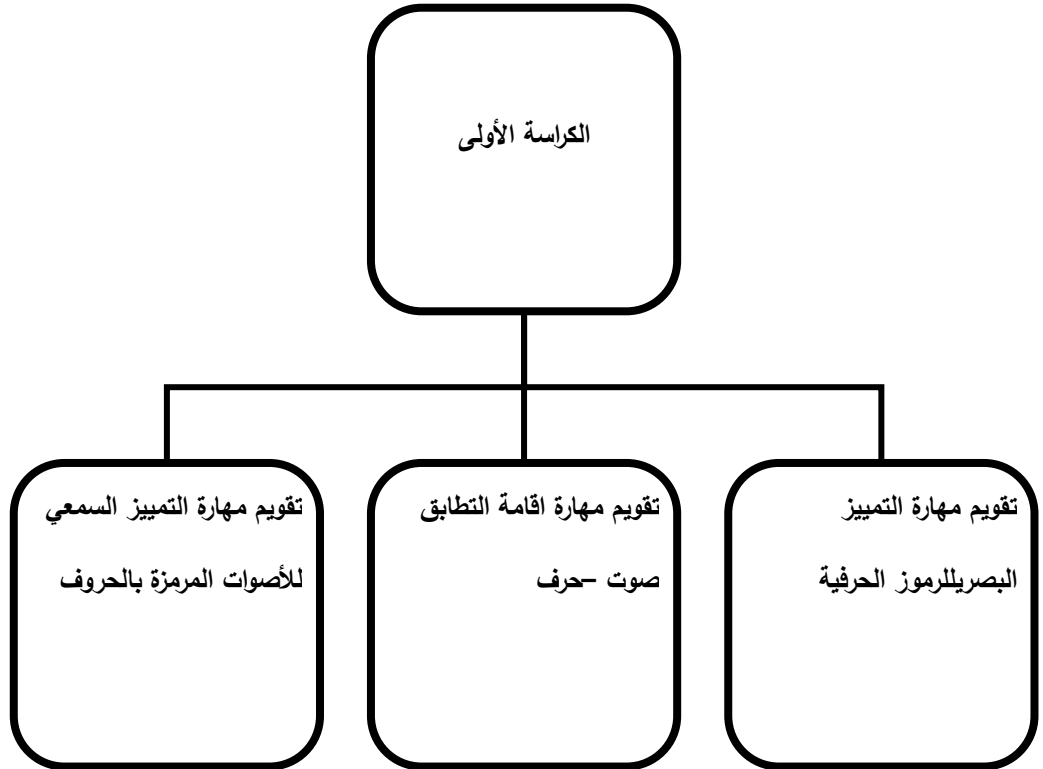 الكراسة الأولى
تقويم مهارة التمييز
البصريللرموز الحرفية
تقويم مهارة اقامة التطابق
صوت –حرف
تقويم مهارة التمييز السمعي
للأصوات المرمزة بالحروف